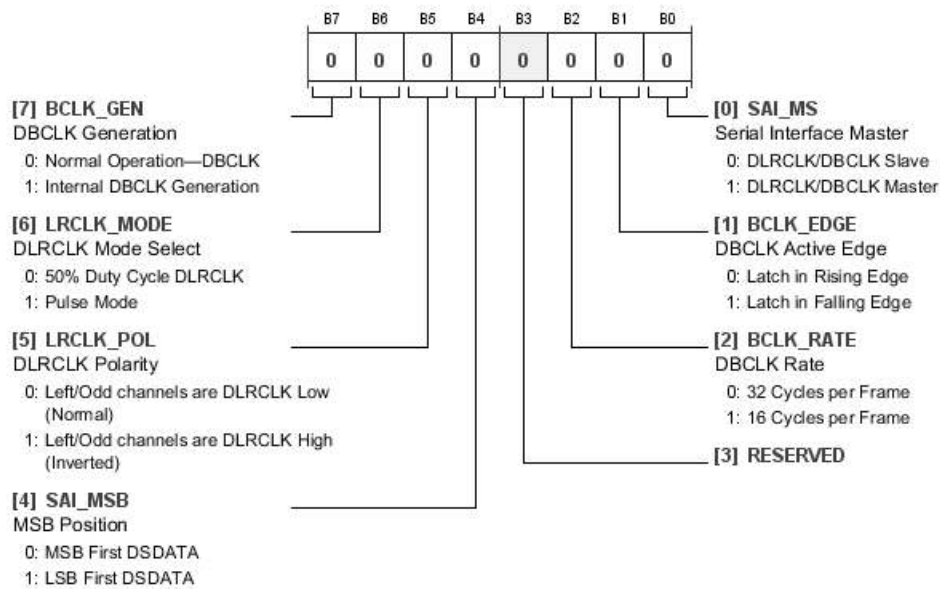 B7 B6 B5 B4 B3 B2 B1 B0
0 0 0 0 0 0 0 0
[7] BCLK_GEN
DBCLK Generation
0: Normal Operation—DBCLK
1: Internal DBCLK Generation
[6] LRCLK_MODE
DLRCLK Mode Select
0: 50% Duty Cycle DLRCLK
1: Pulse Mode
[5] LRCLK_POL
DLRCLK Polarity
0: Left/Odd channels are DLRCLK Low
(Normal)
1: Left/Odd channels are DLRCLK High
(Inverted)
[4] SAI_MSB
MSB Position
0: MSB First DSDATA
1: LSB First DSDATA
[0] SAI_MS
Serial Interface Master
0: DLRCLK/DBCLK Slave
1: DLRCLK/DBCLK Master
[1] BCLK_EDGE
DBCLK Active Edge
0: Latch in Rising Edge
1: Latch in Falling Edge
[2] BCLK_RATE
DBCLK Rate
0: 32 Cycles per Frame
1: 16 Cycles per Frame
[3] RESERVED